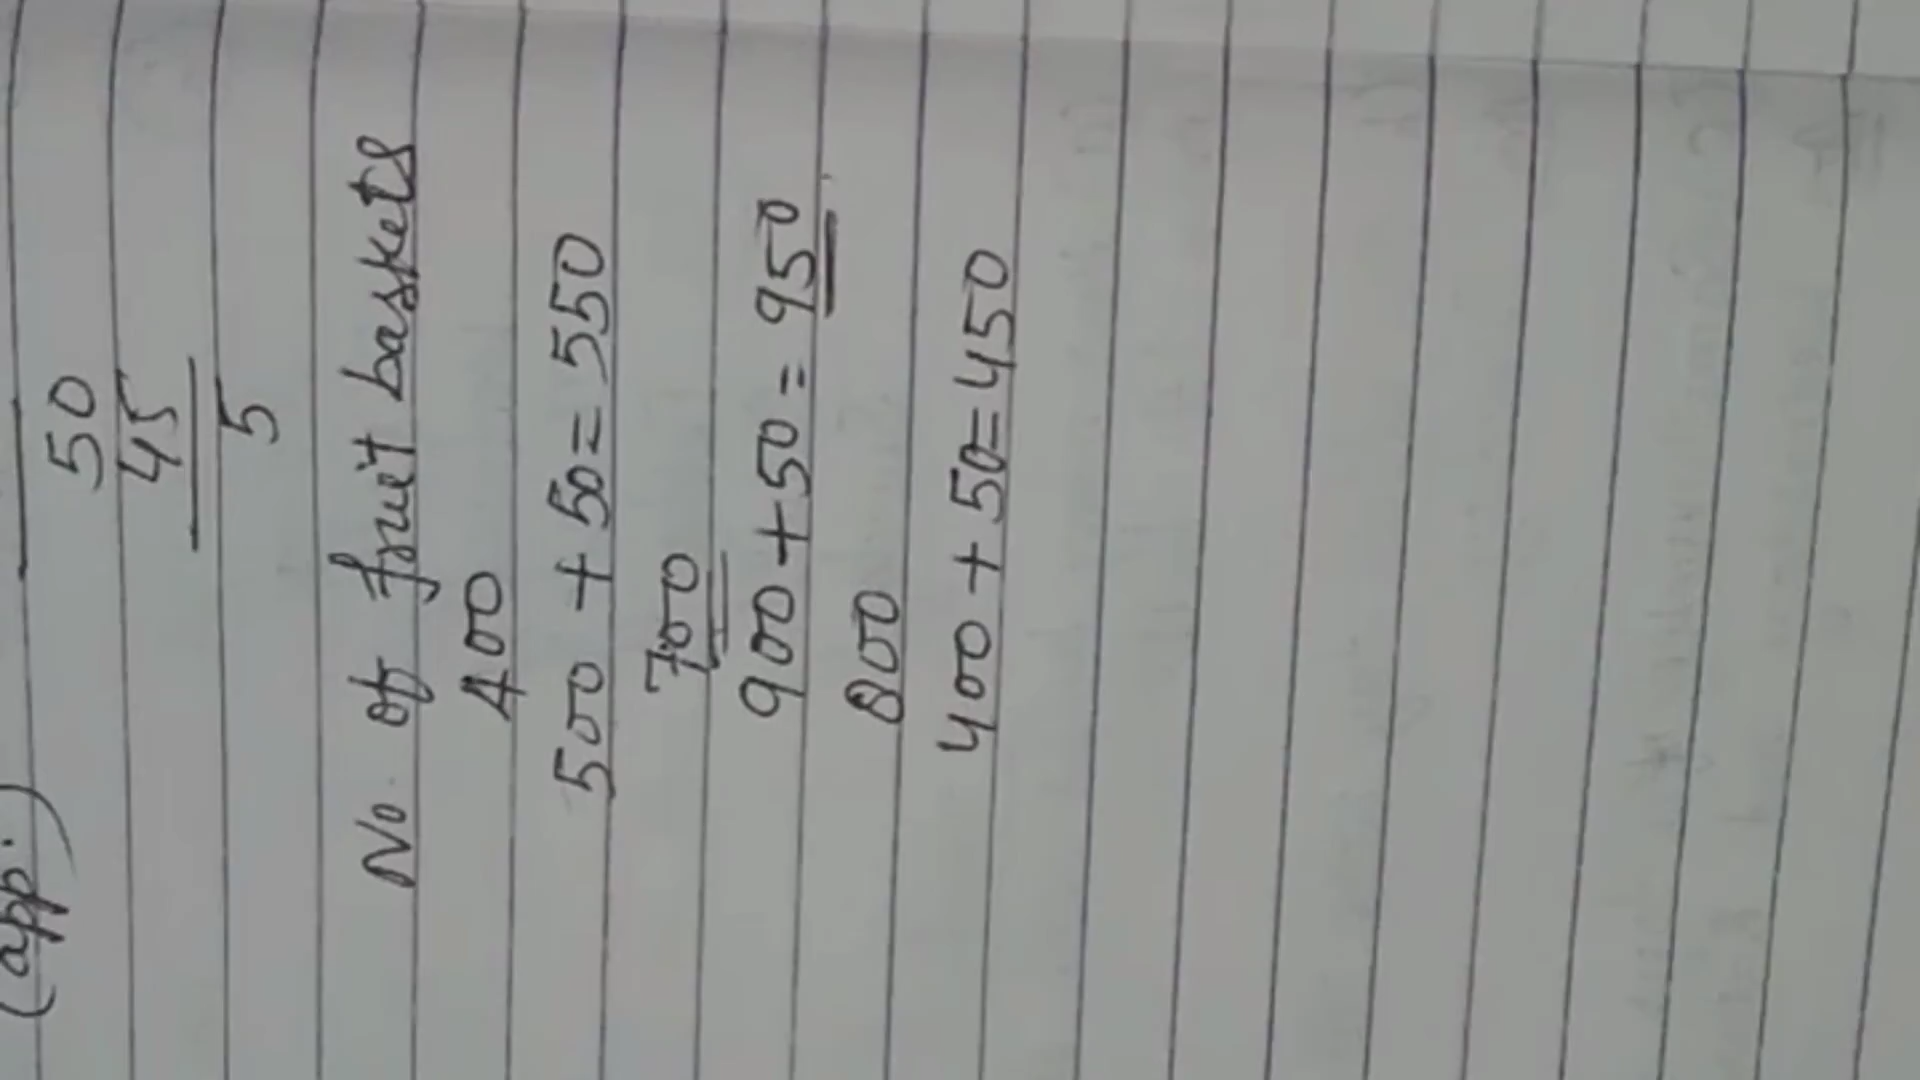 (app.)
50
45
5
No. of fruit baskets
400
500 + 50 = 550
700
900 + 50 = 950
800
400 + 50 = 450